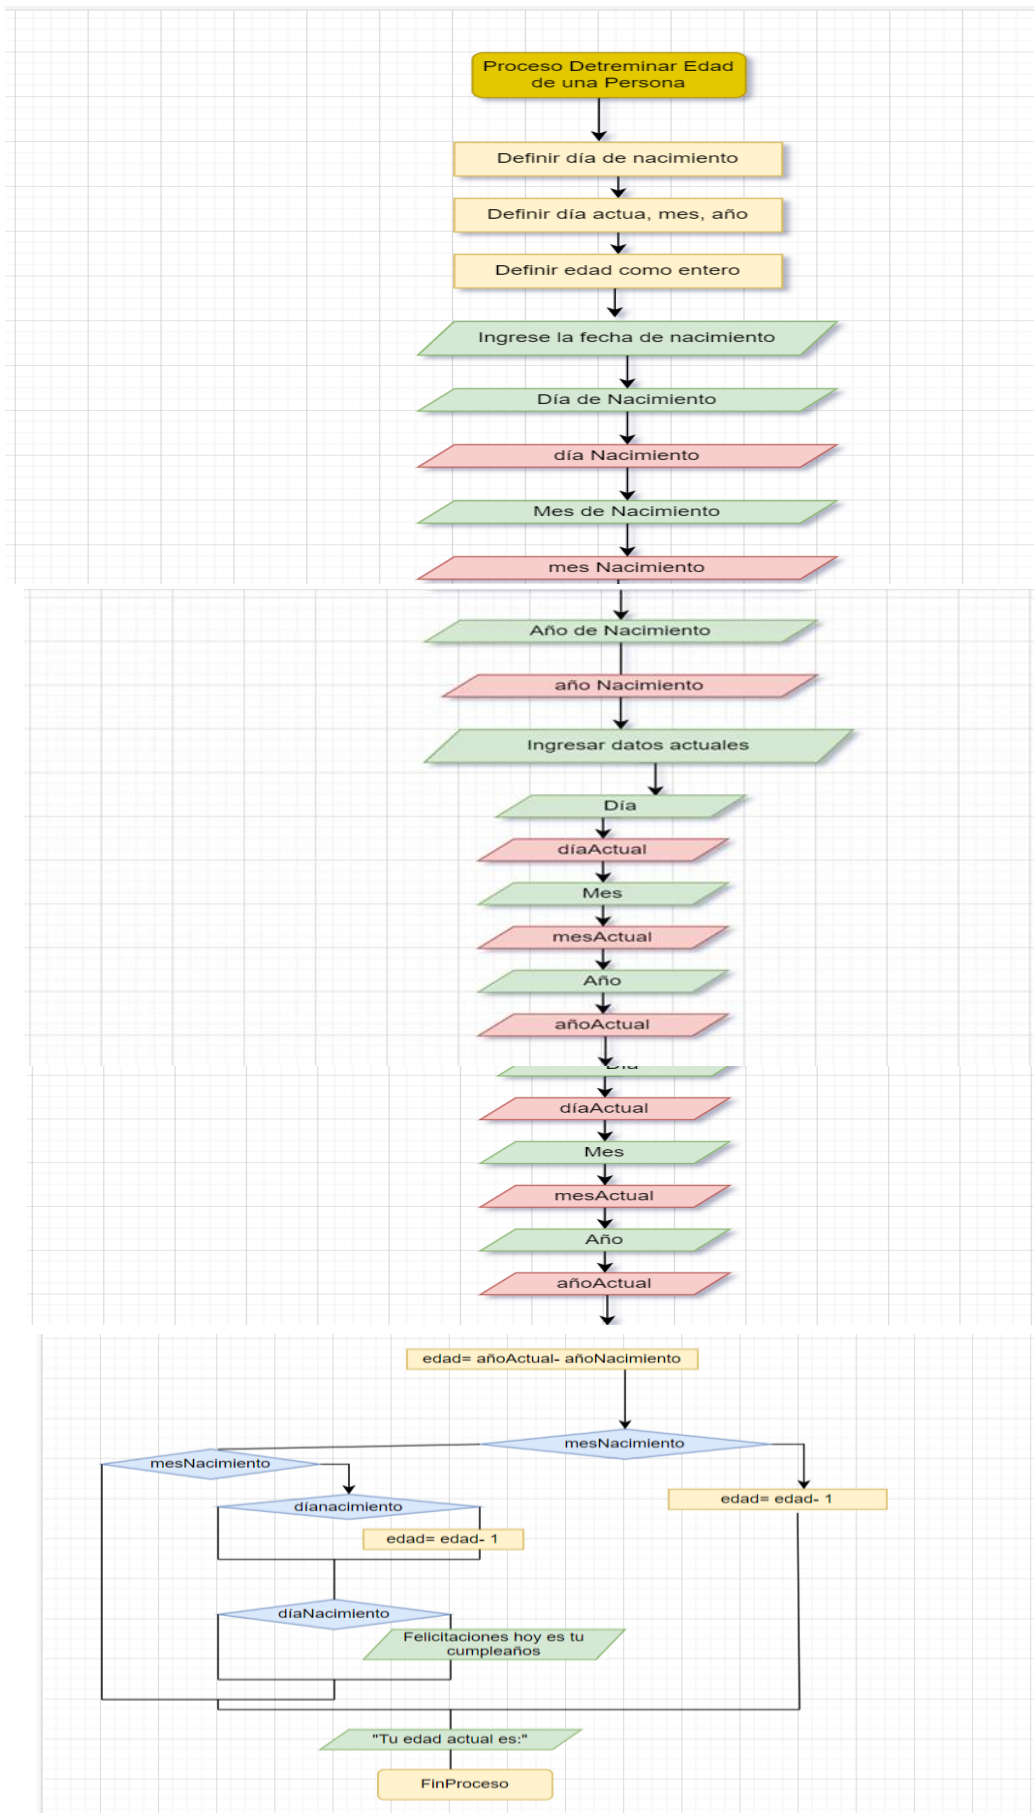 Proceso Detreminar Edad
de una Persona
Definir día de nacimiento
Definir día actua, mes, año
Definir edad como entero
Ingrese la fecha de nacimiento
Día de Nacimiento
día Nacimiento
Mes de Nacimiento
mes Nacimiento
Año de Nacimiento
año Nacimiento
Ingresar datos actuales
Día
díaActual
Mes
mesActual
Año
añoActual
díaActual
Mes
mesActual
Año
añoActual
edad= añoActual- añoNacimiento
mesNacimiento
mesNacimiento
edad= edad- 1
díanacimiento
edad= edad- 1
díaNacimiento
Felicitaciones hoy es tu
cumpleaños
"Tu edad actual es:"
FinProceso